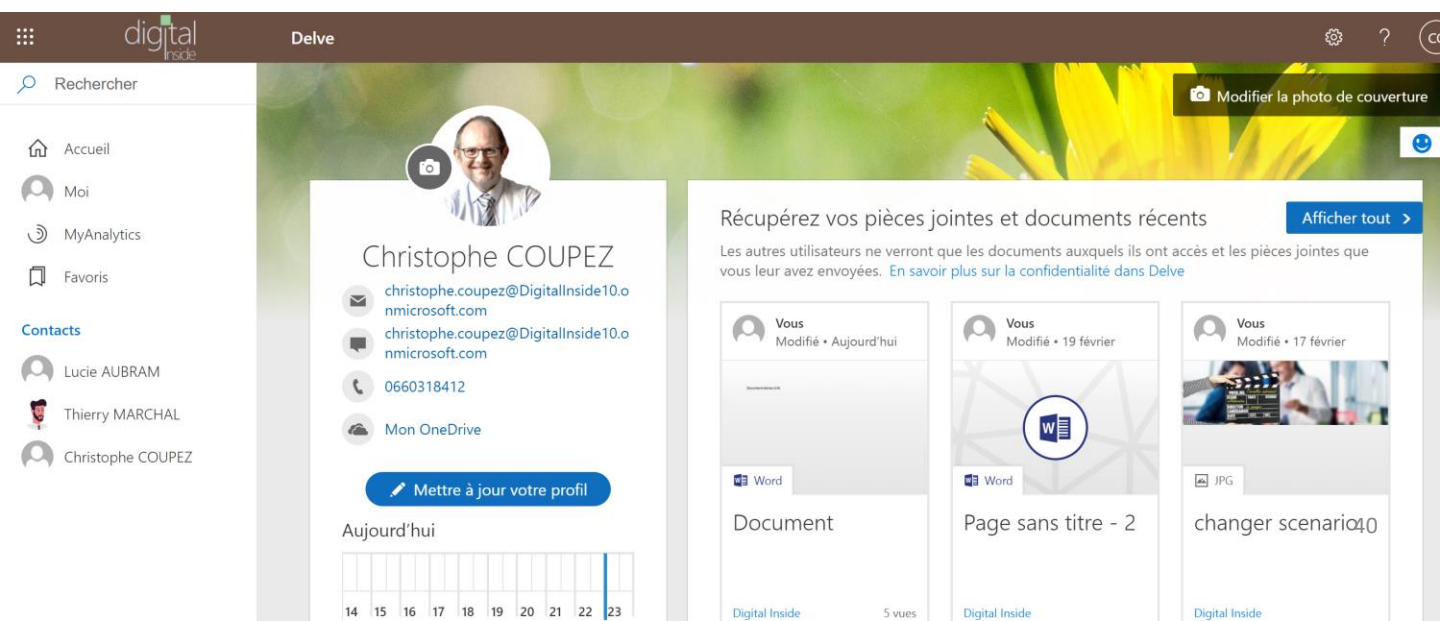 digital
inside
Delve
?
Rechercher
Modifier la photo de couverture
Accueil
Moi
MyAnalytics
Favoris
Contacts
Lucie AUBRAM
Thierry MARCHAL
Christophe COUPEZ
Christophe COUPEZ
christophe.coupez@DigitalInside10.o
nmicrosoft.com
christophe.coupez@DigitalInside10.o
nmicrosoft.com
0660318412
Mon OneDrive
Mettre à jour votre profil
Aujourd'hui
14 15 16 17 18 19 20 21 22 23
Récupérez vos pièces jointes et documents récents
Afficher tout >
Les autres utilisateurs ne verront que les documents auxquels ils ont accès et les pièces jointes que
vous leur avez envoyées. En savoir plus sur la confidentialité dans Delve
Vous
Modifié • Aujourd'hui
W Word
Document
Digital Inside 5 vues
Vous
Modifié • 19 février
W
W Word
Page sans titre - 2
Digital Inside
Vous
Modifié • 17 février
JPG
changer scenario
40
Digital Inside